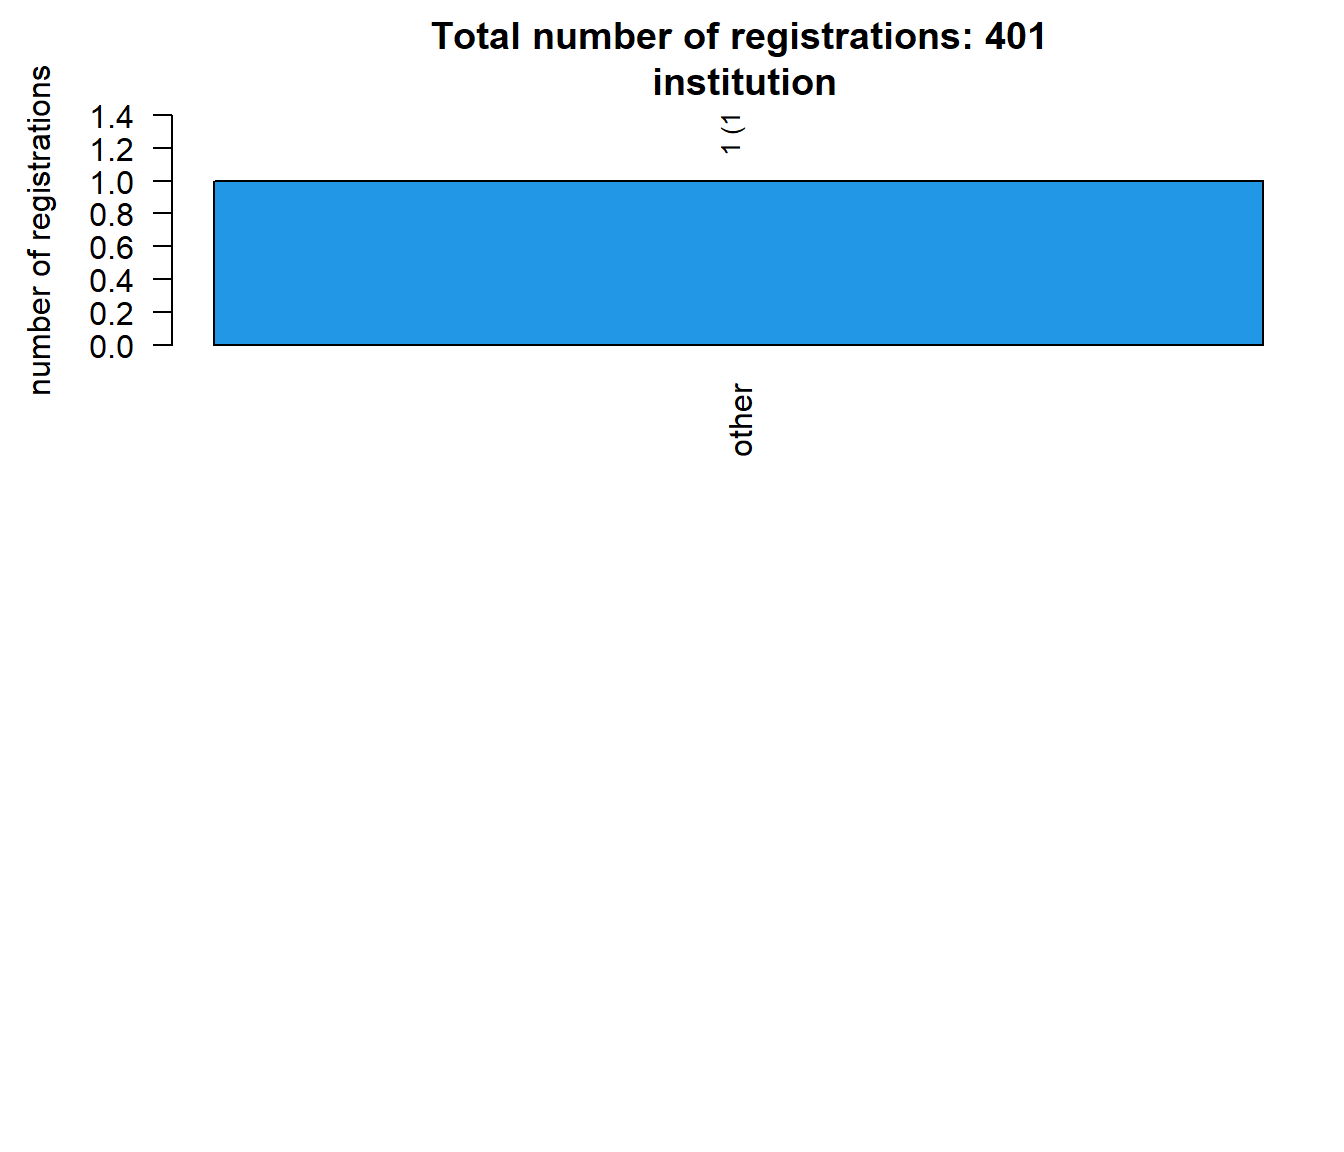 Total number of registrations: 401
institution
number of registrations
1.4
1.2
1.0
0.8
0.6
0.4
0.2
0.0
1 (1
other